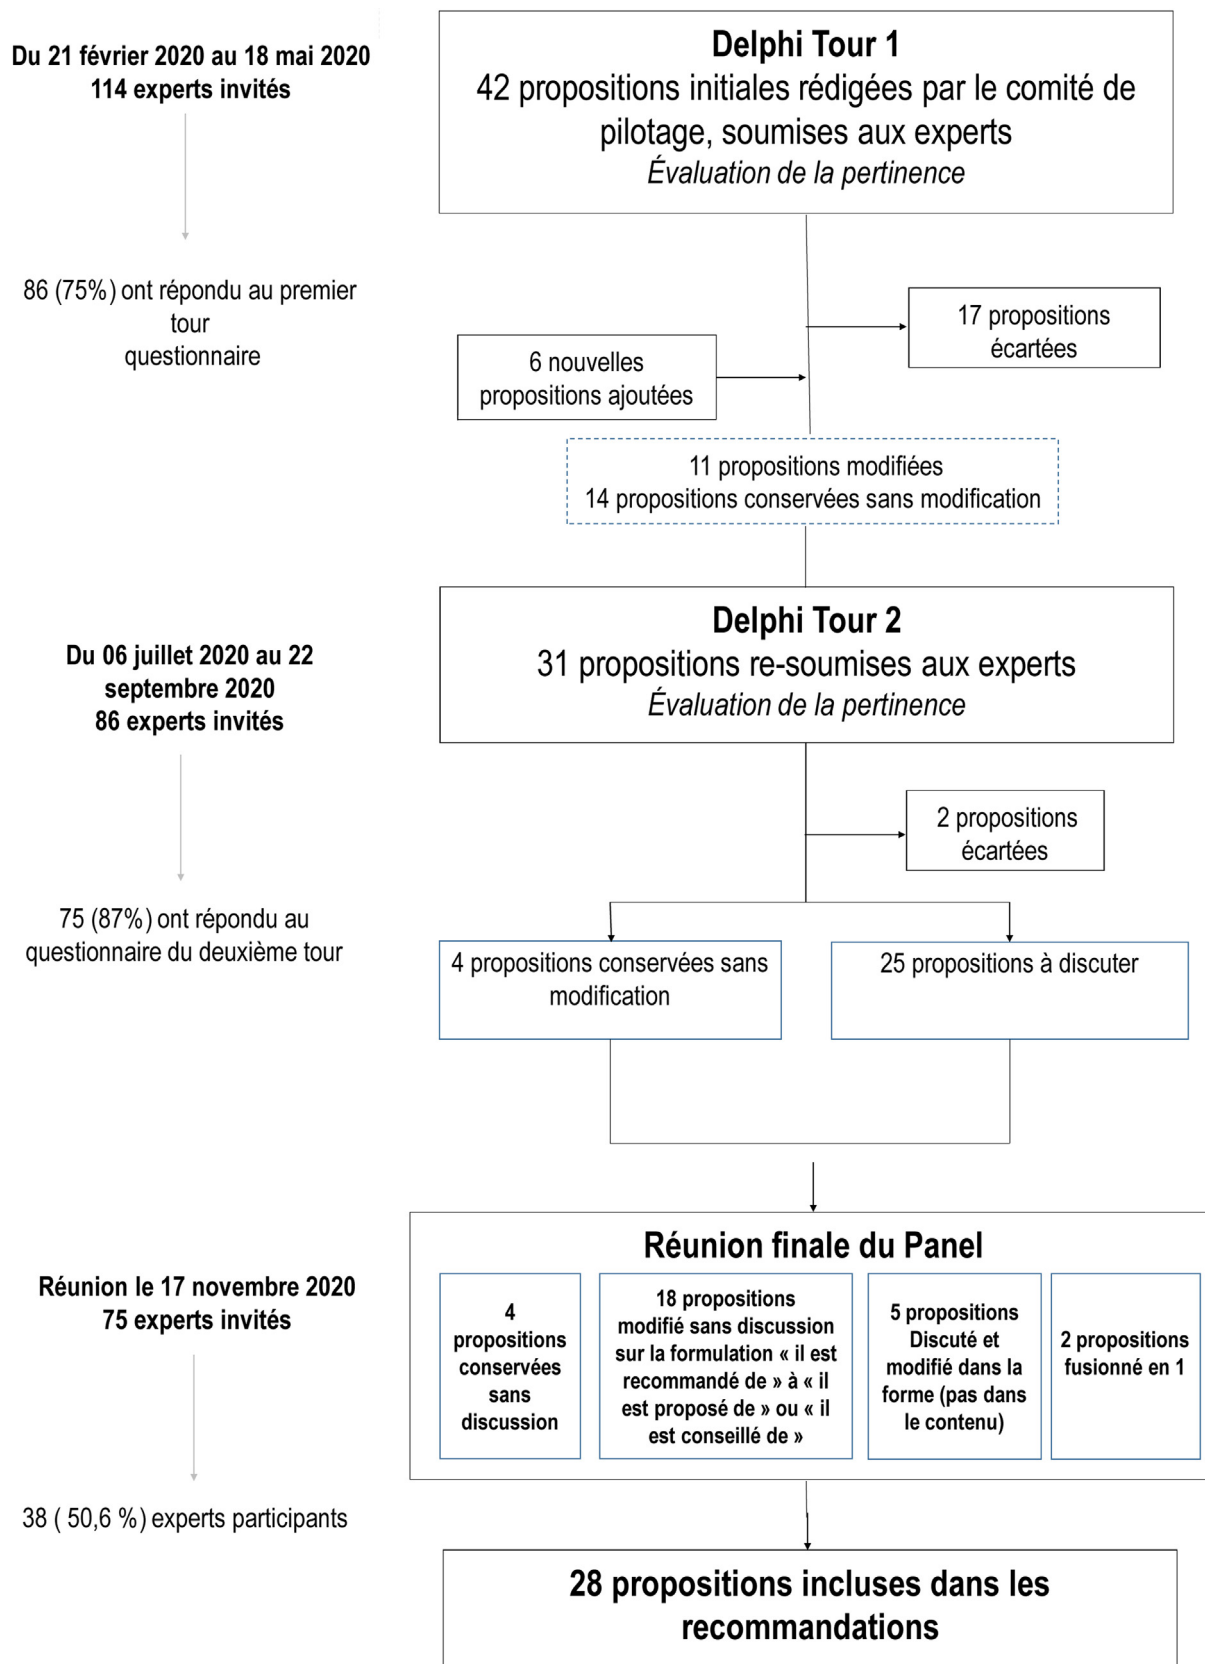 Du 21 février 2020 au 18 mai 2020
114 experts invités
Delphi Tour 1
42 propositions initiales rédigées par le comité de
pilotage, soumises aux experts
Évaluation de la pertinence
86 (75%) ont répondu au premier
tour
questionnaire
17 propositions
écartées
6 nouvelles
propositions ajoutées
11 propositions modifiées
14 propositions conservées sans modification
Du 06 juillet 2020 au 22
septembre 2020
86 experts invités
Delphi Tour 2
31 propositions re-soumises aux experts
Évaluation de la pertinence
2 propositions
écartées
75 (87%) ont répondu au
questionnaire du deuxième tour
4 propositions conservées sans
modification
25 propositions à discuter
Réunion le 17 novembre 2020
75 experts invités
Réunion finale du Panel
4
propositions
conservées
sans
discussion
18 propositions
modifié sans discussion
sur la formulation « il est
recommandé de » à « il
est proposé de » ou « il
est conseillé de »
5 propositions
Discuté et
modifié dans la
forme (pas dans
le contenu)
2 propositions
fusionné en 1
38 ( 50,6 %) experts participants
28 propositions incluses dans les
recommandations